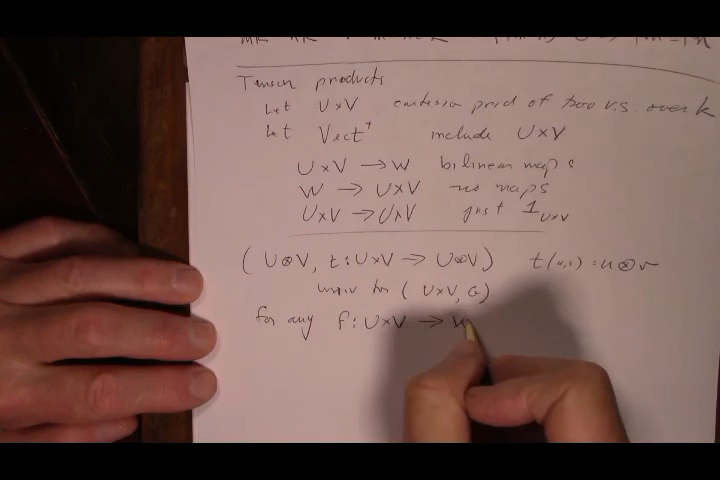 Tensor products
Let U×V cartesian prod of two v.s. over k
Let Vect⁺ include U×V
U×V → W bilinear maps
W → U×V no maps
U×V → U×V just 1_{U×V}
(U⊗V, t: U×V → U⊗V) t(u,v) = u⊗v
univ for (U×V, G)
for any f: U×V → W